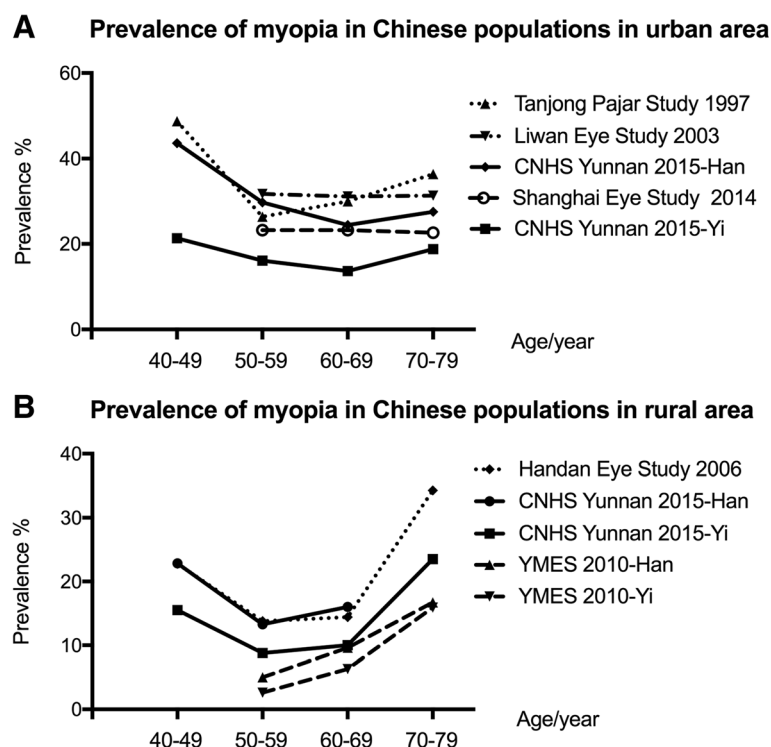 A Prevalence of myopia in Chinese populations in urban area
Prevalence %
60
40
20
0
40-49 50-59 60-69 70-79
Age/year
Tanjong Pajar Study 1997
Liwan Eye Study 2003
CNHS Yunnan 2015-Han
Shanghai Eye Study 2014
CNHS Yunnan 2015-Yi
B Prevalence of myopia in Chinese populations in rural area
Prevalence %
40
30
20
10
0
40-49 50-59 60-69 70-79
Age/year
Handan Eye Study 2006
CNHS Yunnan 2015-Han
CNHS Yunnan 2015-Yi
YMES 2010-Han
YMES 2010-Yi